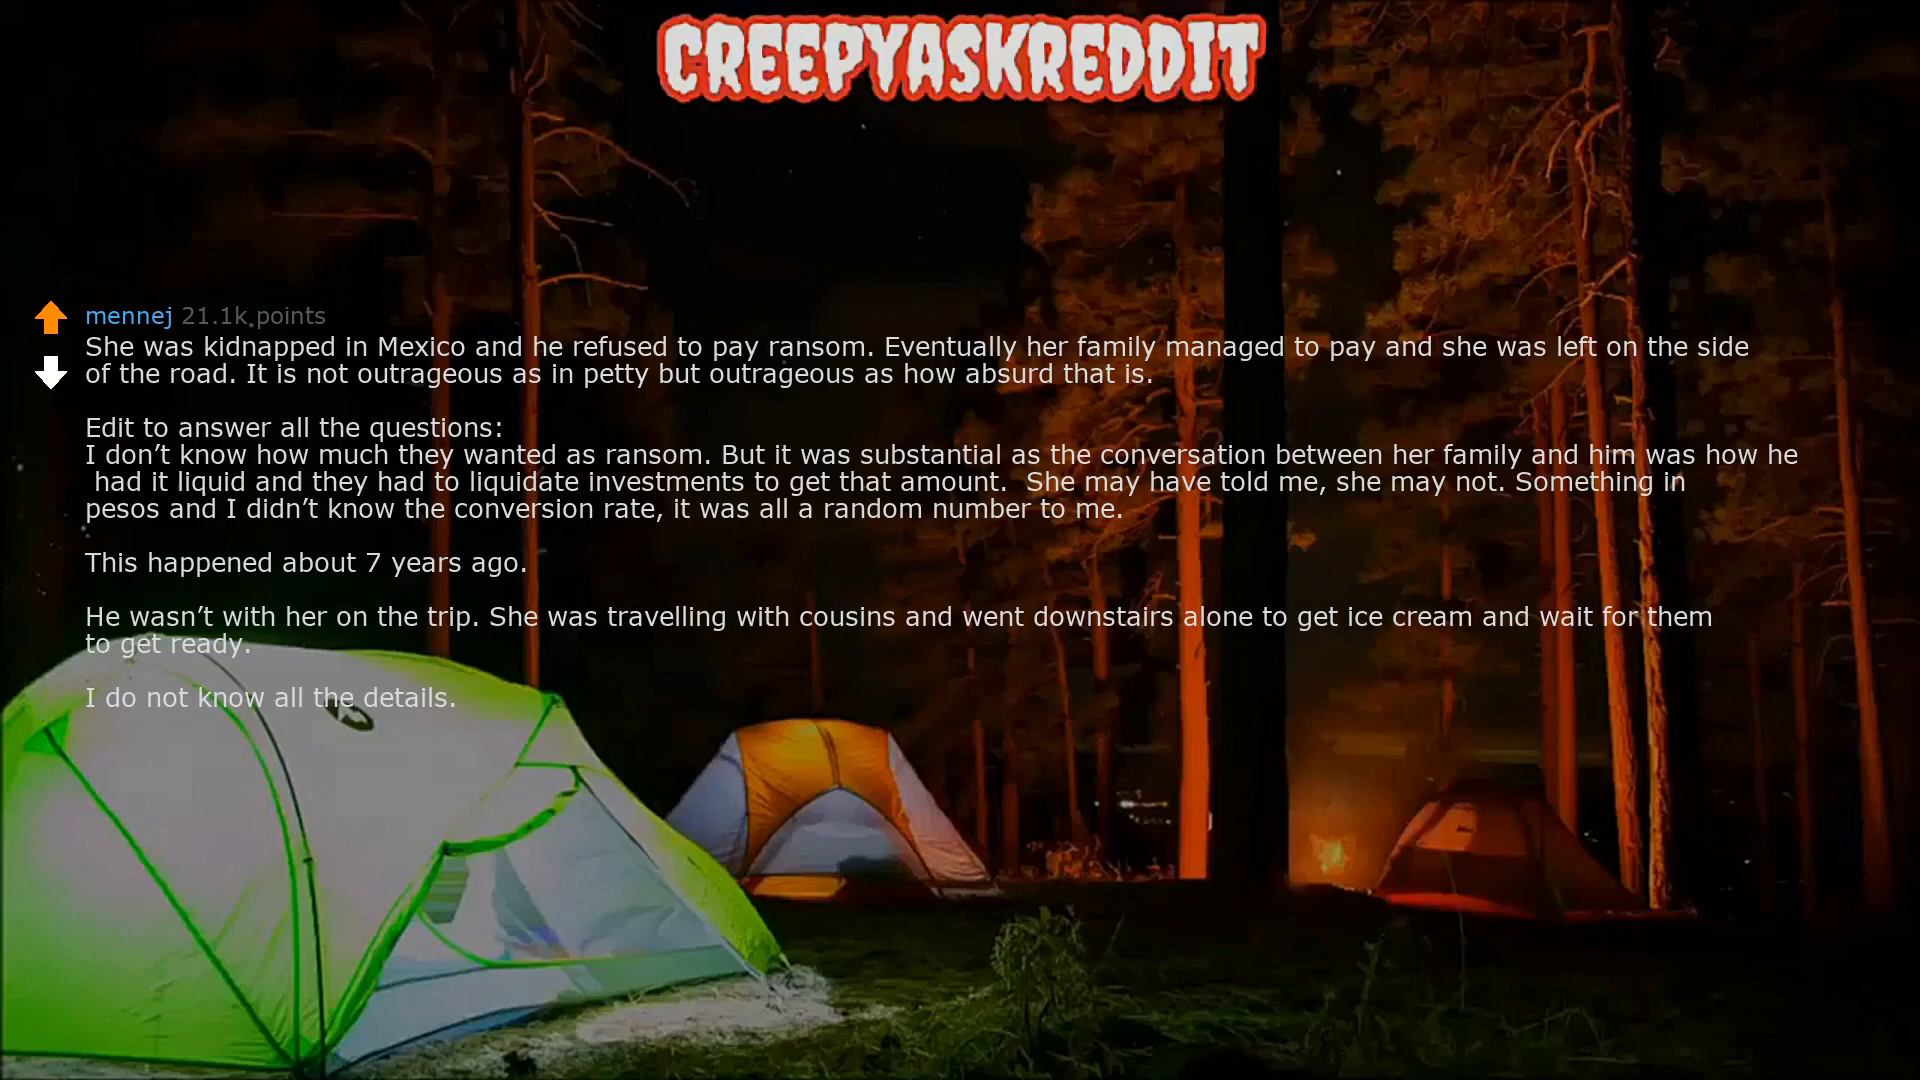 CREEPYASKREDDIT
mennej 21.1k points
She was kidnapped in Mexico and he refused to pay ransom. Eventually her family managed to pay and she was left on the side
of the road. It is not outrageous as in petty but outrageous as how absurd that is.
Edit to answer all the questions:
I don’t know how much they wanted as ransom. But it was substantial as the conversation between her family and him was how he
had it liquid and they had to liquidate investments to get that amount.  She may have told me, she may not. Something in
pesos and I didn’t know the conversion rate, it was all a random number to me.
This happened about 7 years ago.
He wasn’t with her on the trip. She was travelling with cousins and went downstairs alone to get ice cream and wait for them
to get ready.
I do not know all the details.